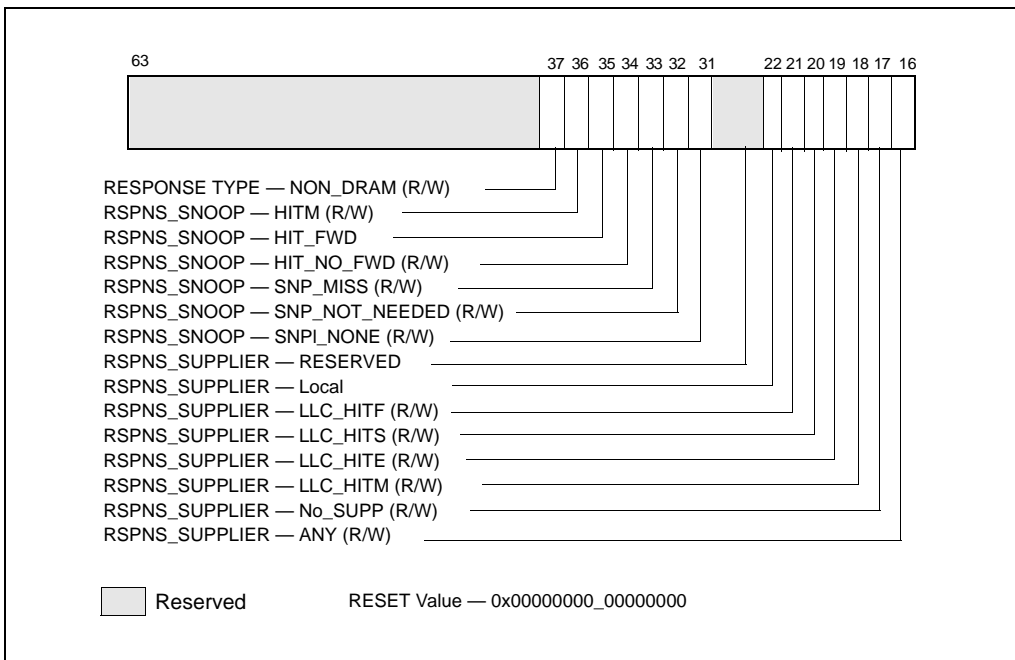 63 37 36 35 34 33 32 31 22 21 20 19 18 17 16
RESPONSE TYPE — NON_DRAM (R/W)
RSPNS_SNOOP — HITM (R/W)
RSPNS_SNOOP — HIT_FWD
RSPNS_SNOOP — HIT_NO_FWD (R/W)
RSPNS_SNOOP — SNP_MISS (R/W)
RSPNS_SNOOP — SNP_NOT_NEEDED (R/W)
RSPNS_SNOOP — SNPI_NONE (R/W)
RSPNS_SUPPLIER — RESERVED
RSPNS_SUPPLIER — Local
RSPNS_SUPPLIER — LLC_HITF (R/W)
RSPNS_SUPPLIER — LLC_HITS (R/W)
RSPNS_SUPPLIER — LLC_HITE (R/W)
RSPNS_SUPPLIER — LLC_HITM (R/W)
RSPNS_SUPPLIER — No_SUPP (R/W)
RSPNS_SUPPLIER — ANY (R/W)
Reserved RESET Value — 0x00000000_00000000